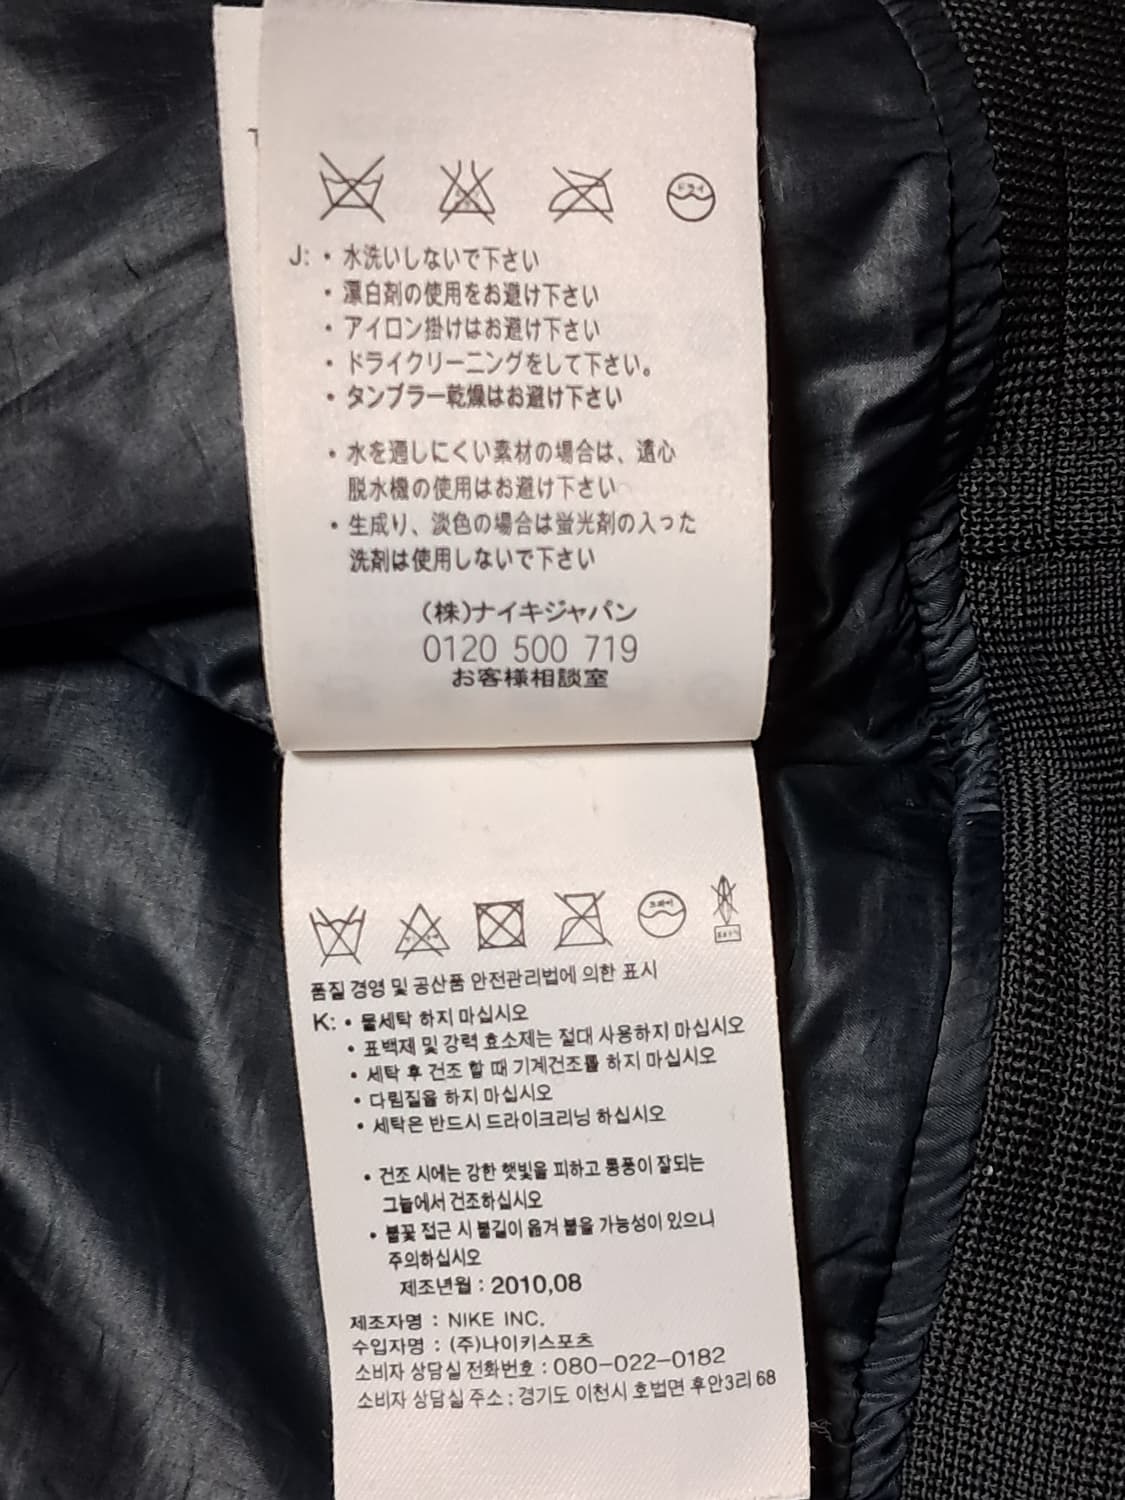 ドライ
J: ・ 水洗いしないで下さい
・ 漂白剤の使用をお避け下さい
・ アイロン掛けはお避け下さい
・ ドライクリーニングをして下さい。
・ タンブラー乾燥はお避け下さい
・ 水を通しにくい素材の場合は、遠心
脱水機の使用はお避け下さい
・ 生成り、淡色の場合は蛍光剤の入った
洗剤は使用しないで下さい
(株)ナイキジャパン
0120 500 719
お客様相談室
드라이
품질 경영 및 공산품 안전관리법에 의한 표시
K: • 물세탁 하지 마십시오
• 표백제 및 강력 효소제는 절대 사용하지 마십시오
• 세탁 후 건조 할 때 기계건조를 하지 마십시오
• 다림질을 하지 마십시오
• 세탁은 반드시 드라이크리닝 하십시오
• 건조 시에는 강한 햇빛을 피하고 통풍이 잘되는
그늘에서 건조하십시오
• 불꽃 접근 시 불길이 옮겨 붙을 가능성이 있으니
주의하십시오
제조년월 : 2010,08
제조자명 : NIKE INC.
수입자명 : (주)나이키스포츠
소비자 상담실 전화번호 : 080-022-0182
소비자 상담실 주소 : 경기도 이천시 호법면 후안3리 68